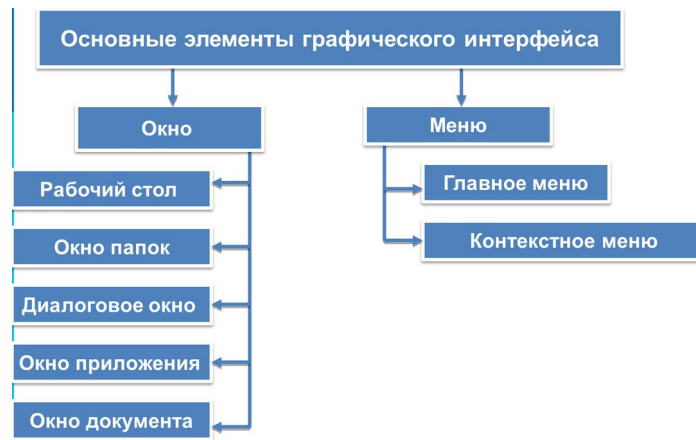 Основные элементы графического интерфейса
Окно
Меню
Рабочий стол
Окно папок
Диалоговое окно
Окно приложения
Окно документа
Главное меню
Контекстное меню